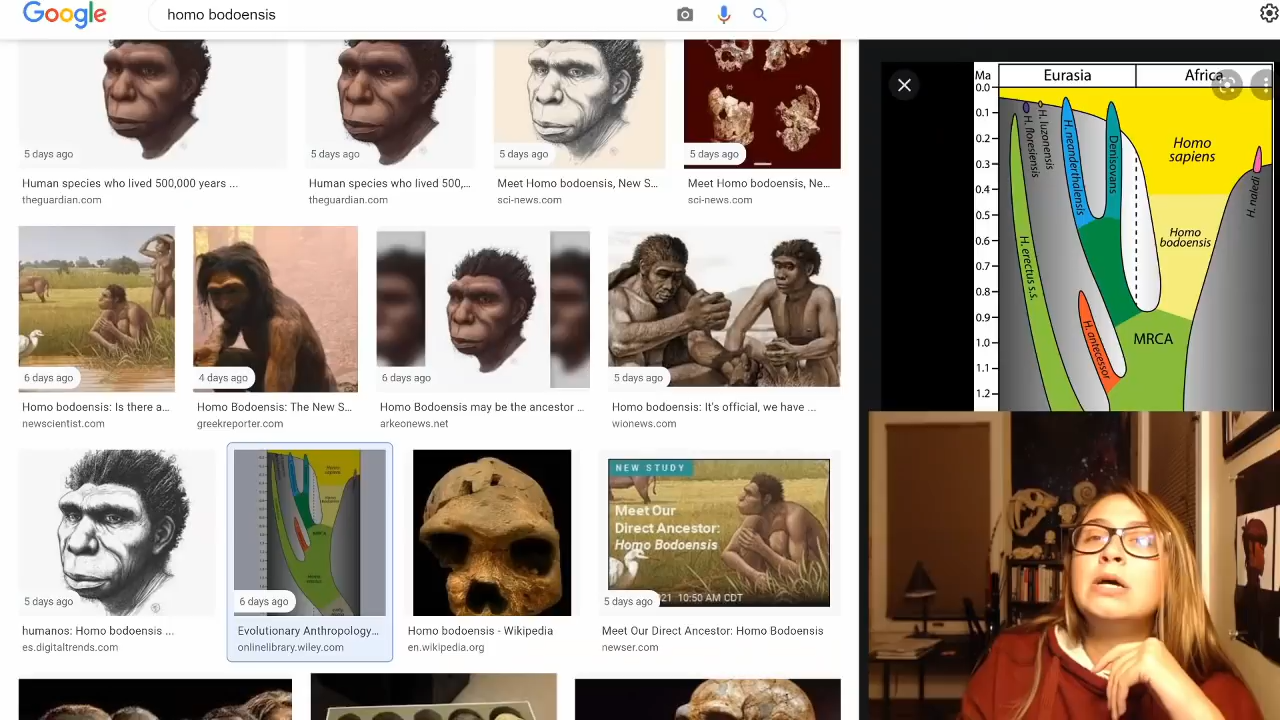 Google
homo bodoensis
5 days ago
5 days ago
5 days ago
5 days ago
Human species who lived 500,000 years ...
theguardian.com
Human species who lived 500,...
theguardian.com
Meet Homo bodoensis, New S...
sci-news.com
Meet Homo bodoensis, Ne...
sci-news.com
6 days ago
4 days ago
6 days ago
5 days ago
Homo bodoensis: Is there a...
newscientist.com
Homo Bodoensis: The New S...
greekreporter.com
Homo Bodoensis may be the ancestor ...
arkeonews.net
Homo bodoensis: It's official, we have ...
wionews.com
NEW STUDY
Meet Our
Direct Ancestor:
Homo Bodoensis
21 10:50 AM CDT
5 days ago
6 days ago
5 days ago
humanos: Homo bodoensis ...
es.digitaltrends.com
Evolutionary Anthropology...
onlinelibrary.wiley.com
Homo bodoensis - Wikipedia
en.wikipedia.org
Meet Our Direct Ancestor: Homo Bodoensis
newser.com
Ma
Eurasia
Africa
0.0
0.1
0.2
0.3
0.4
0.5
0.6
0.7
0.8
0.9
1.0
1.1
1.2
H. floresiensis
H. luzonensis
H. neanderthalensis
Denisovans
Homo
sapiens
H. naledi
Homo
bodoensis
H. erectus s.s.
H. antecessor
MRCA